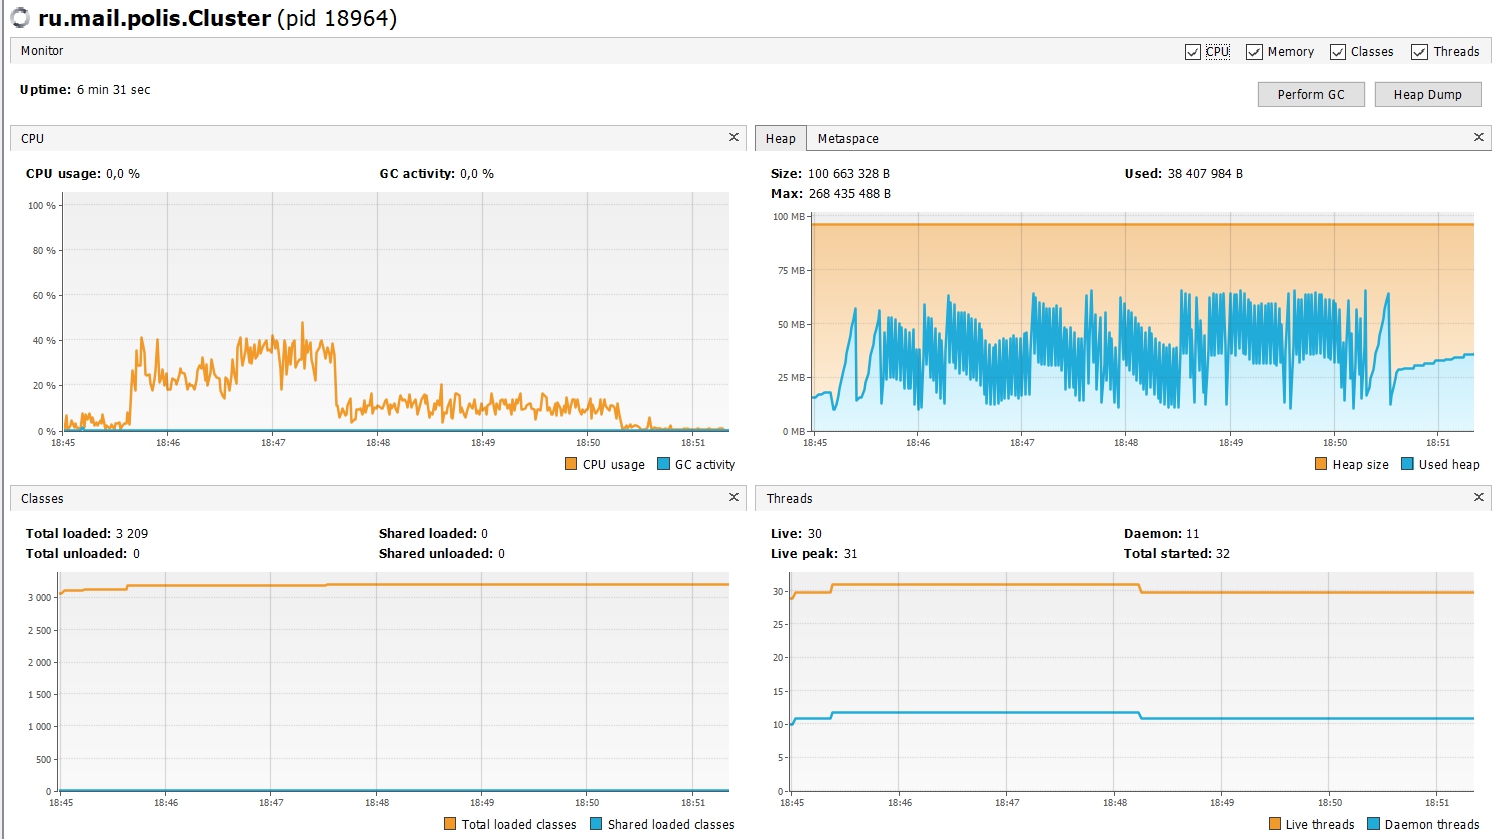 ru.mail.polis.Cluster (pid 18964)
Monitor
CPU Memory Classes Threads
Uptime: 6 min 31 sec
Perform GC Heap Dump
CPU
CPU usage: 0,0 % GC activity: 0,0 %
100 %
80 %
60 %
40 %
20 %
0 %
18:45 18:46 18:47 18:48 18:49 18:50 18:51
CPU usage GC activity
Heap Metaspace
Size: 100 663 328 B Used: 38 407 984 B
Max: 268 435 488 B
100 MB
75 MB
50 MB
25 MB
0 MB
18:45 18:46 18:47 18:48 18:49 18:50 18:51
Heap size Used heap
Classes
Total loaded: 3 209 Shared loaded: 0
Total unloaded: 0 Shared unloaded: 0
3 000
2 500
2 000
1 500
1 000
500
0
18:45 18:46 18:47 18:48 18:49 18:50 18:51
Total loaded classes Shared loaded classes
Threads
Live: 30 Daemon: 11
Live peak: 31 Total started: 32
30
25
20
15
10
5
0
18:45 18:46 18:47 18:48 18:49 18:50 18:51
Live threads Daemon threads